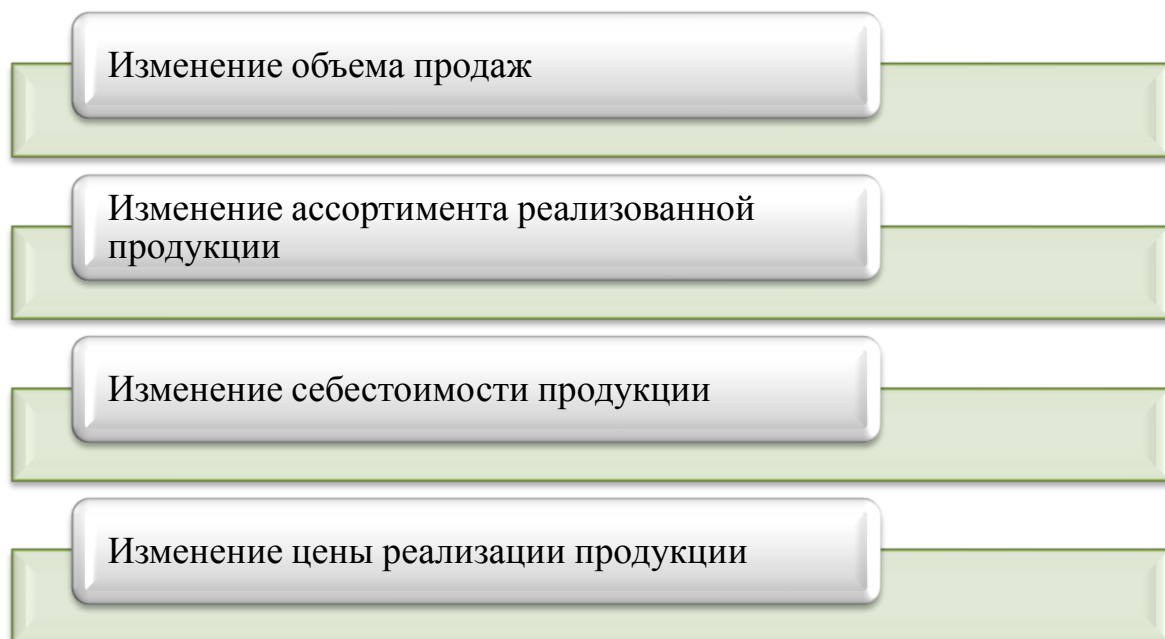 Изменение объема продаж
Изменение ассортимента реализованной
продукции
Изменение себестоимости продукции
Изменение цены реализации продукции